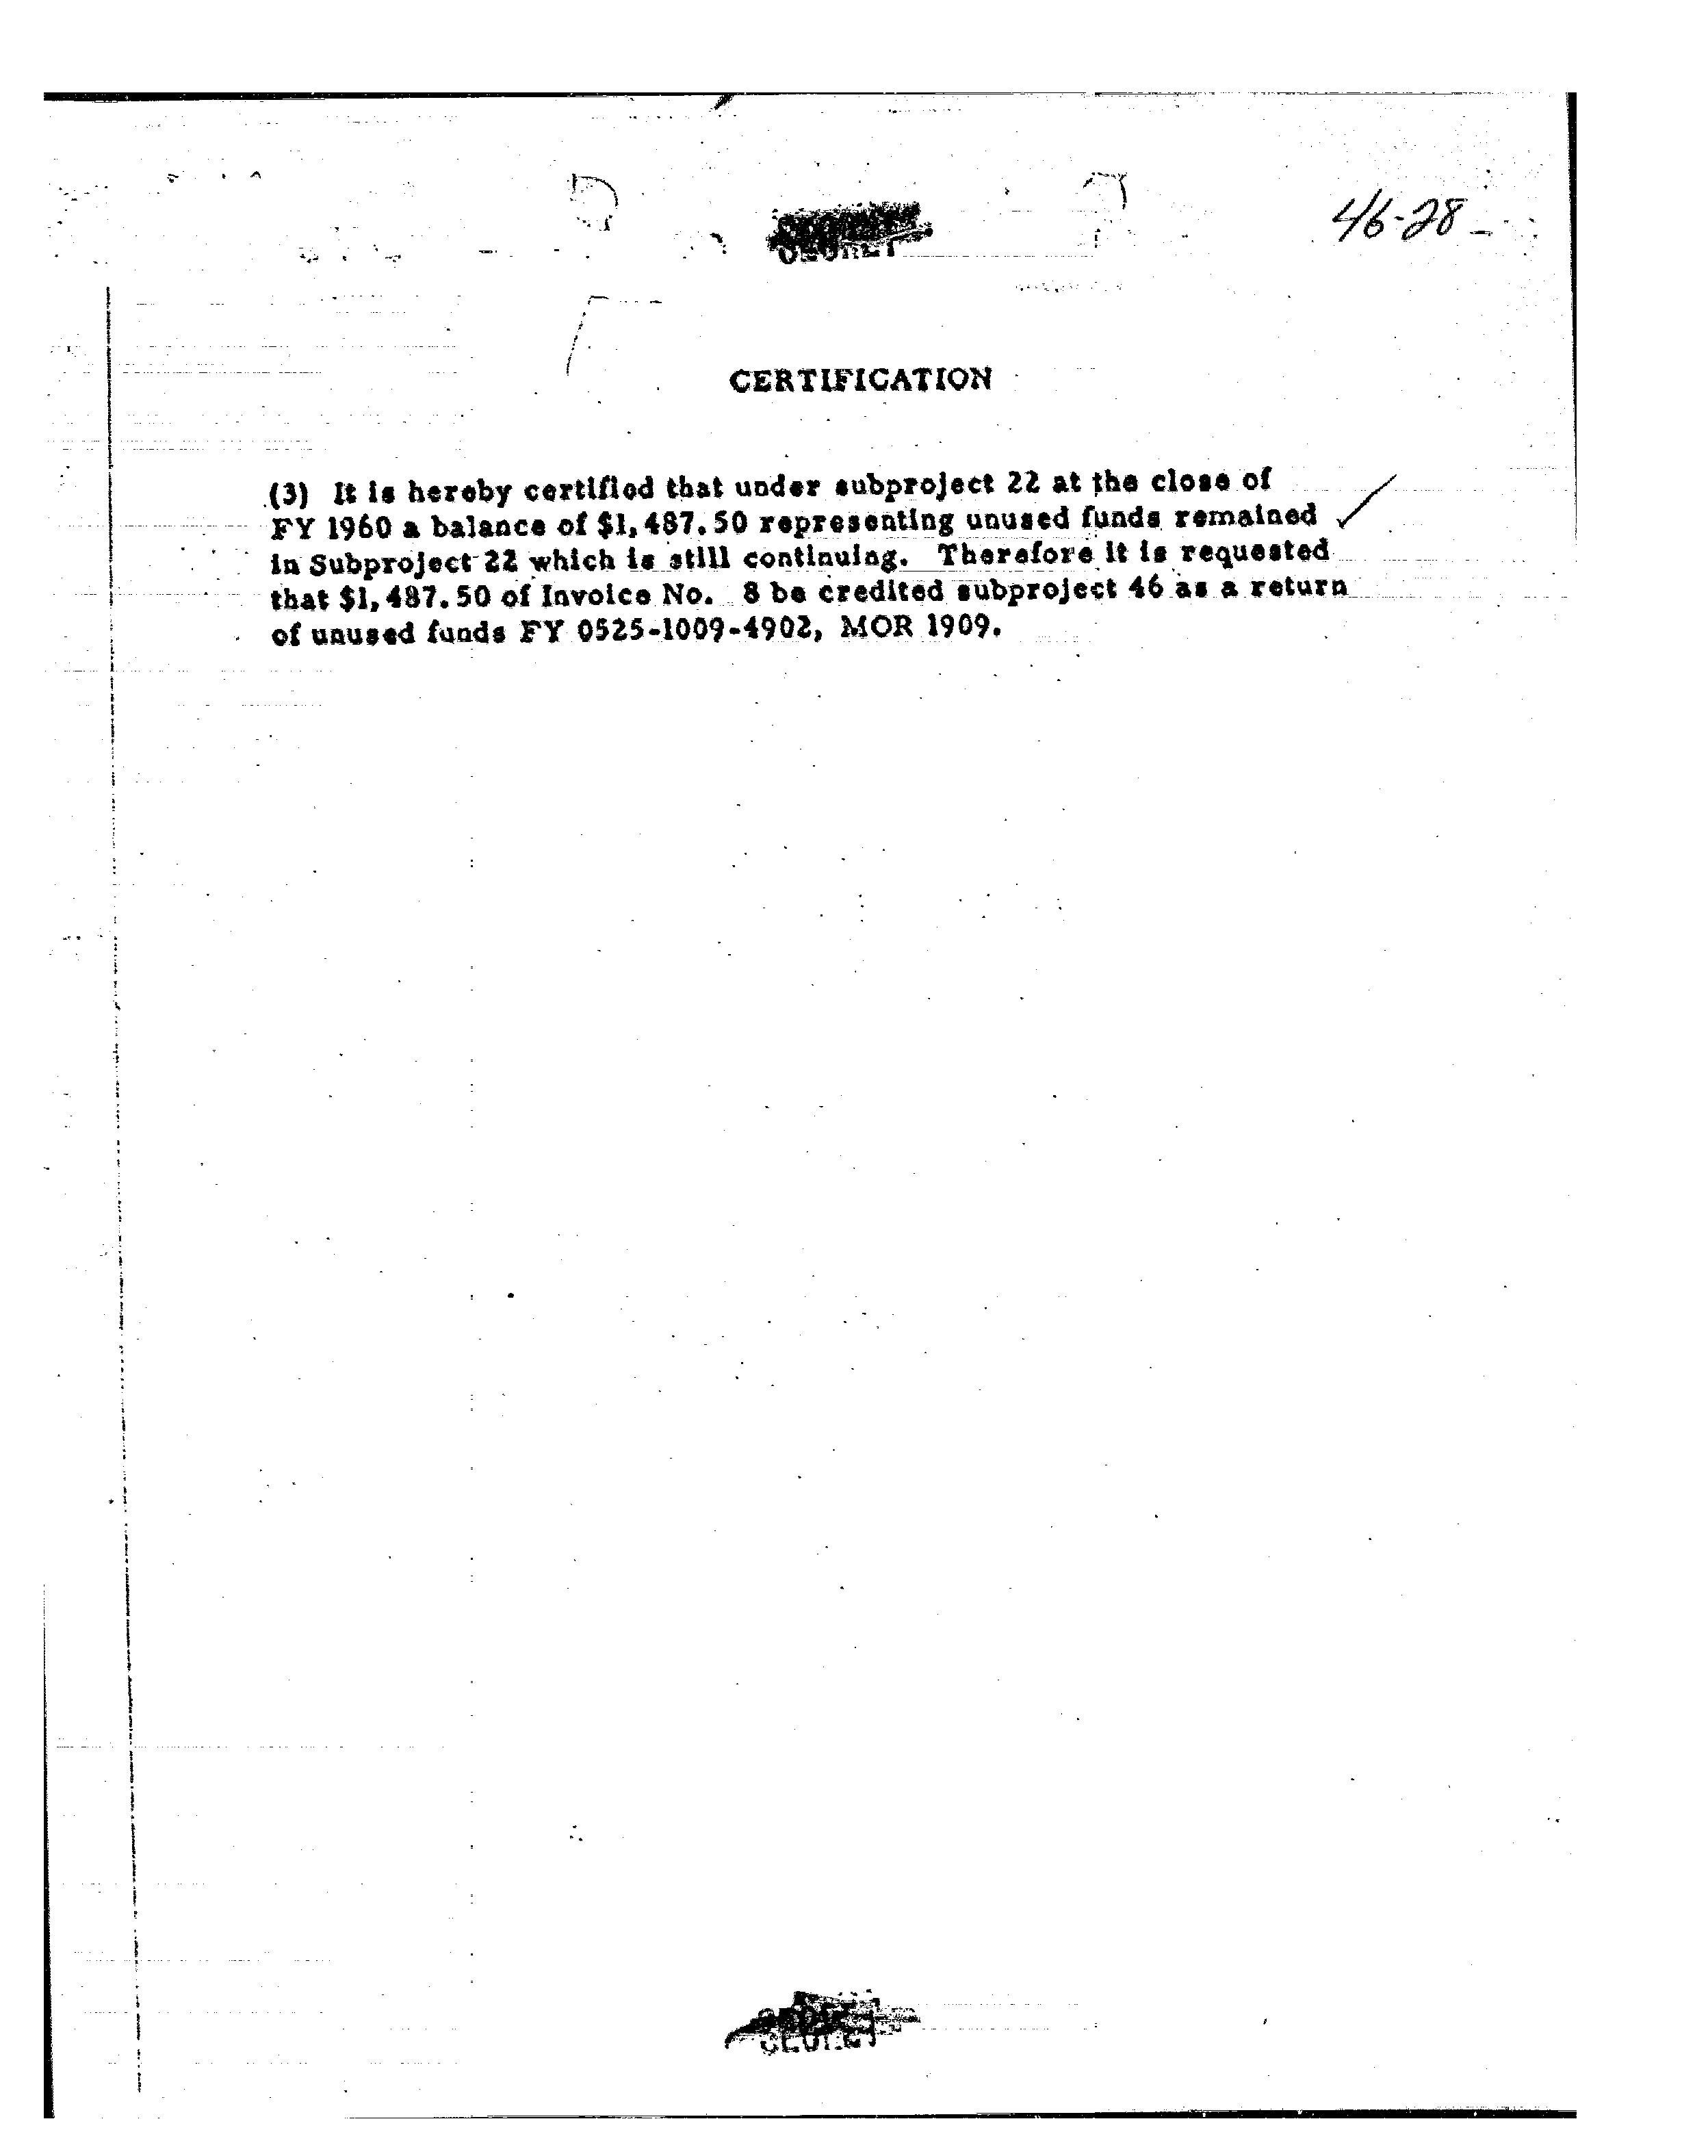 46-28
SECRET
CERTIFICATION
(3) It is hereby certified that under subproject 22 at the close of
FY 1960 a balance of $1,487.50 representing unused funds remained
in Subproject 22 which is still continuing. Therefore it is requested
that $1,487.50 of Invoice No. 8 be credited subproject 46 as a return
of unused funds FY 0525-1009-4902, MOR 1909.
SECRET